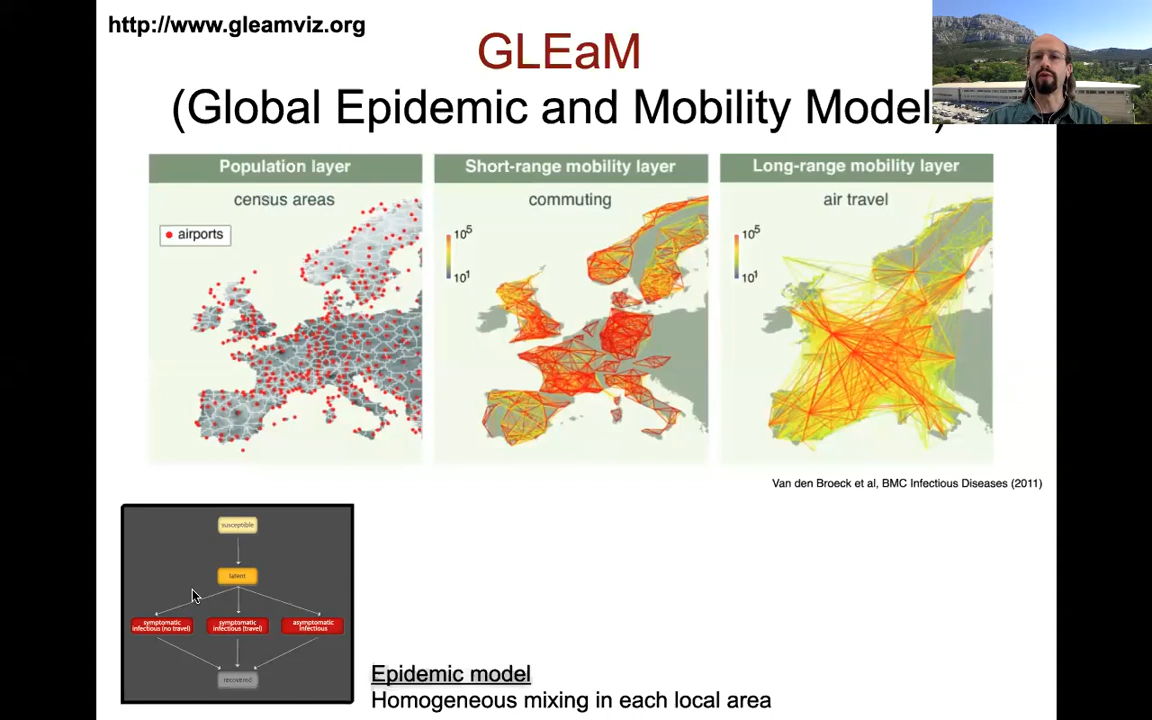 http://www.gleamviz.org
GLEaM
(Global Epidemic and Mobility Model)
Population layer
census areas
airports
Short-range mobility layer
commuting
10⁵
10¹
Long-range mobility layer
air travel
10⁵
10¹
Van den Broeck et al, BMC Infectious Diseases (2011)
susceptible
latent
symptomatic
infectious (no travel)
symptomatic
infectious (travel)
asymptomatic
infectious
recovered
Epidemic model
Homogeneous mixing in each local area